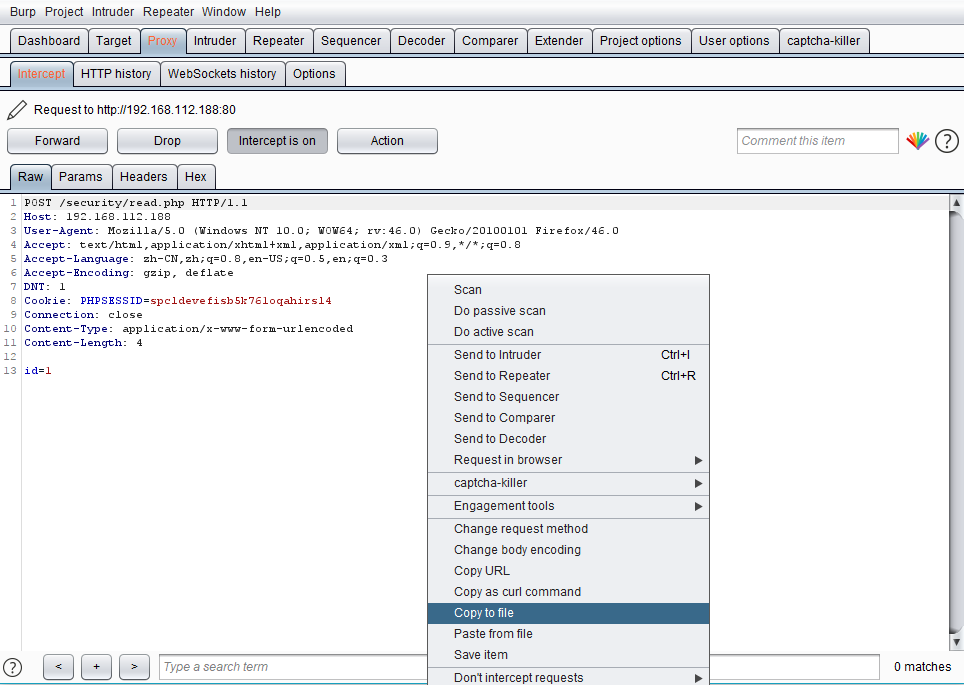 Burp Project Intruder Repeater Window Help
Dashboard Target Proxy Intruder Repeater Sequencer Decoder Comparer Extender Project options User options captcha-killer
Intercept HTTP history WebSockets history Options
Request to http://192.168.112.188:80
Forward Drop Intercept is on Action Comment this item ?
Raw Params Headers Hex
1 POST /security/read.php HTTP/1.1
2 Host: 192.168.112.188
3 User-Agent: Mozilla/5.0 (Windows NT 10.0; WOW64; rv:46.0) Gecko/20100101 Firefox/46.0
4 Accept: text/html,application/xhtml+xml,application/xml;q=0.9,*/*;q=0.8
5 Accept-Language: zh-CN,zh;q=0.8,en-US;q=0.5,en;q=0.3
6 Accept-Encoding: gzip, deflate
7 DNT: 1
8 Cookie: PHPSESSID=spcldevefisb5k76loqahirsl4
9 Connection: close
10 Content-Type: application/x-www-form-urlencoded
11 Content-Length: 4
12
13 id=1
Scan
Do passive scan
Do active scan
Send to Intruder Ctrl+I
Send to Repeater Ctrl+R
Send to Sequencer
Send to Comparer
Send to Decoder
Request in browser
captcha-killer
Engagement tools
Change request method
Change body encoding
Copy URL
Copy as curl command
Copy to file
Paste from file
Save item
Don't intercept requests
? < + > Type a search term 0 matches